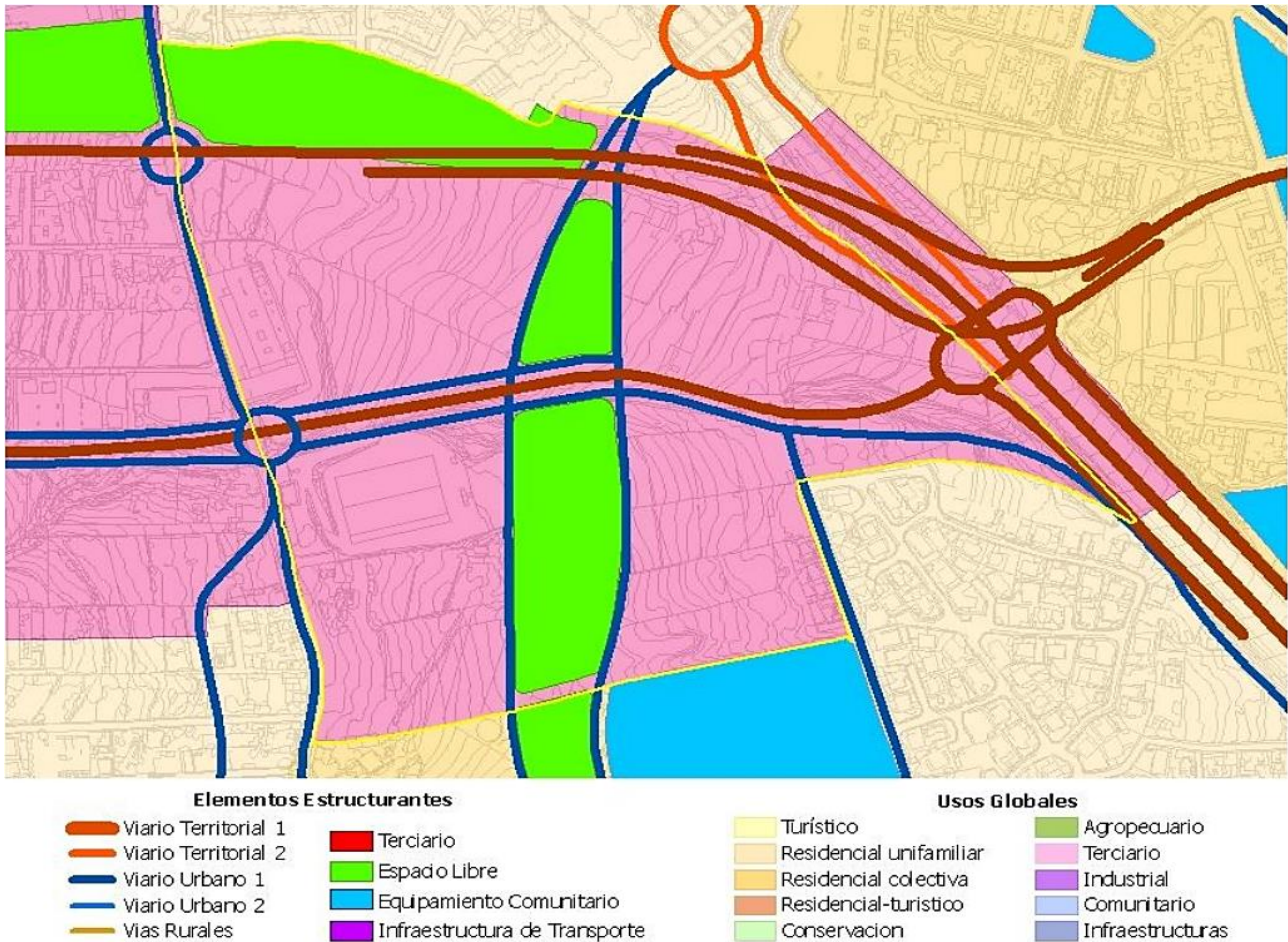 Elementos Estructurantes
Viario Territorial 1
Viario Territorial 2
Viario Urbano 1
Viario Urbano 2
Vias Rurales
Terciario
Espacio Libre
Equipamiento Comunitario
Infraestructura de Transporte
Usos Globales
Turístico
Residencial unifamiliar
Residencial colectiva
Residencial-turistico
Conservacion
Agropecuario
Terciario
Industrial
Comunitario
Infraestructuras